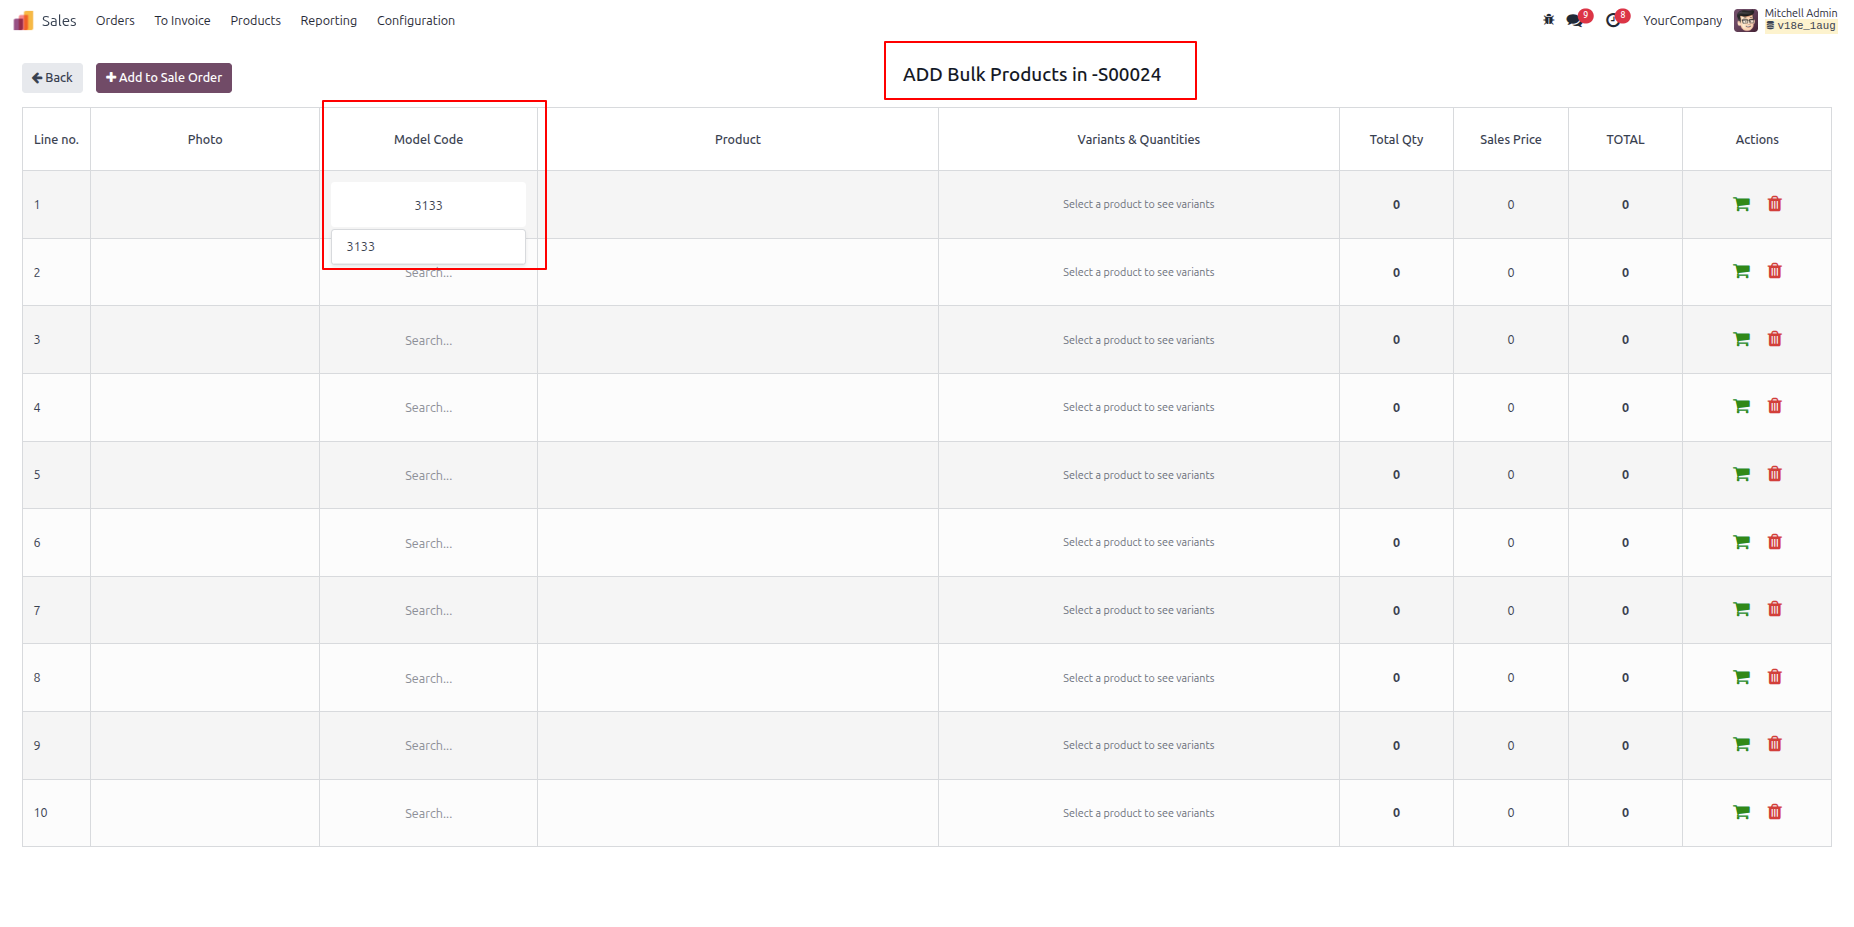 Sales Orders To Invoice Products Reporting Configuration 9 8 YourCompany Mitchell Admin
v18e_1aug
Back Add to Sale Order ADD Bulk Products in -S00024
Line no. Photo Model Code Product Variants & Quantities Total Qty Sales Price TOTAL Actions
1 3133 Select a product to see variants 0 0 0
3133
2 Search... Select a product to see variants 0 0 0
3 Search... Select a product to see variants 0 0 0
4 Search... Select a product to see variants 0 0 0
5 Search... Select a product to see variants 0 0 0
6 Search... Select a product to see variants 0 0 0
7 Search... Select a product to see variants 0 0 0
8 Search... Select a product to see variants 0 0 0
9 Search... Select a product to see variants 0 0 0
10 Search... Select a product to see variants 0 0 0